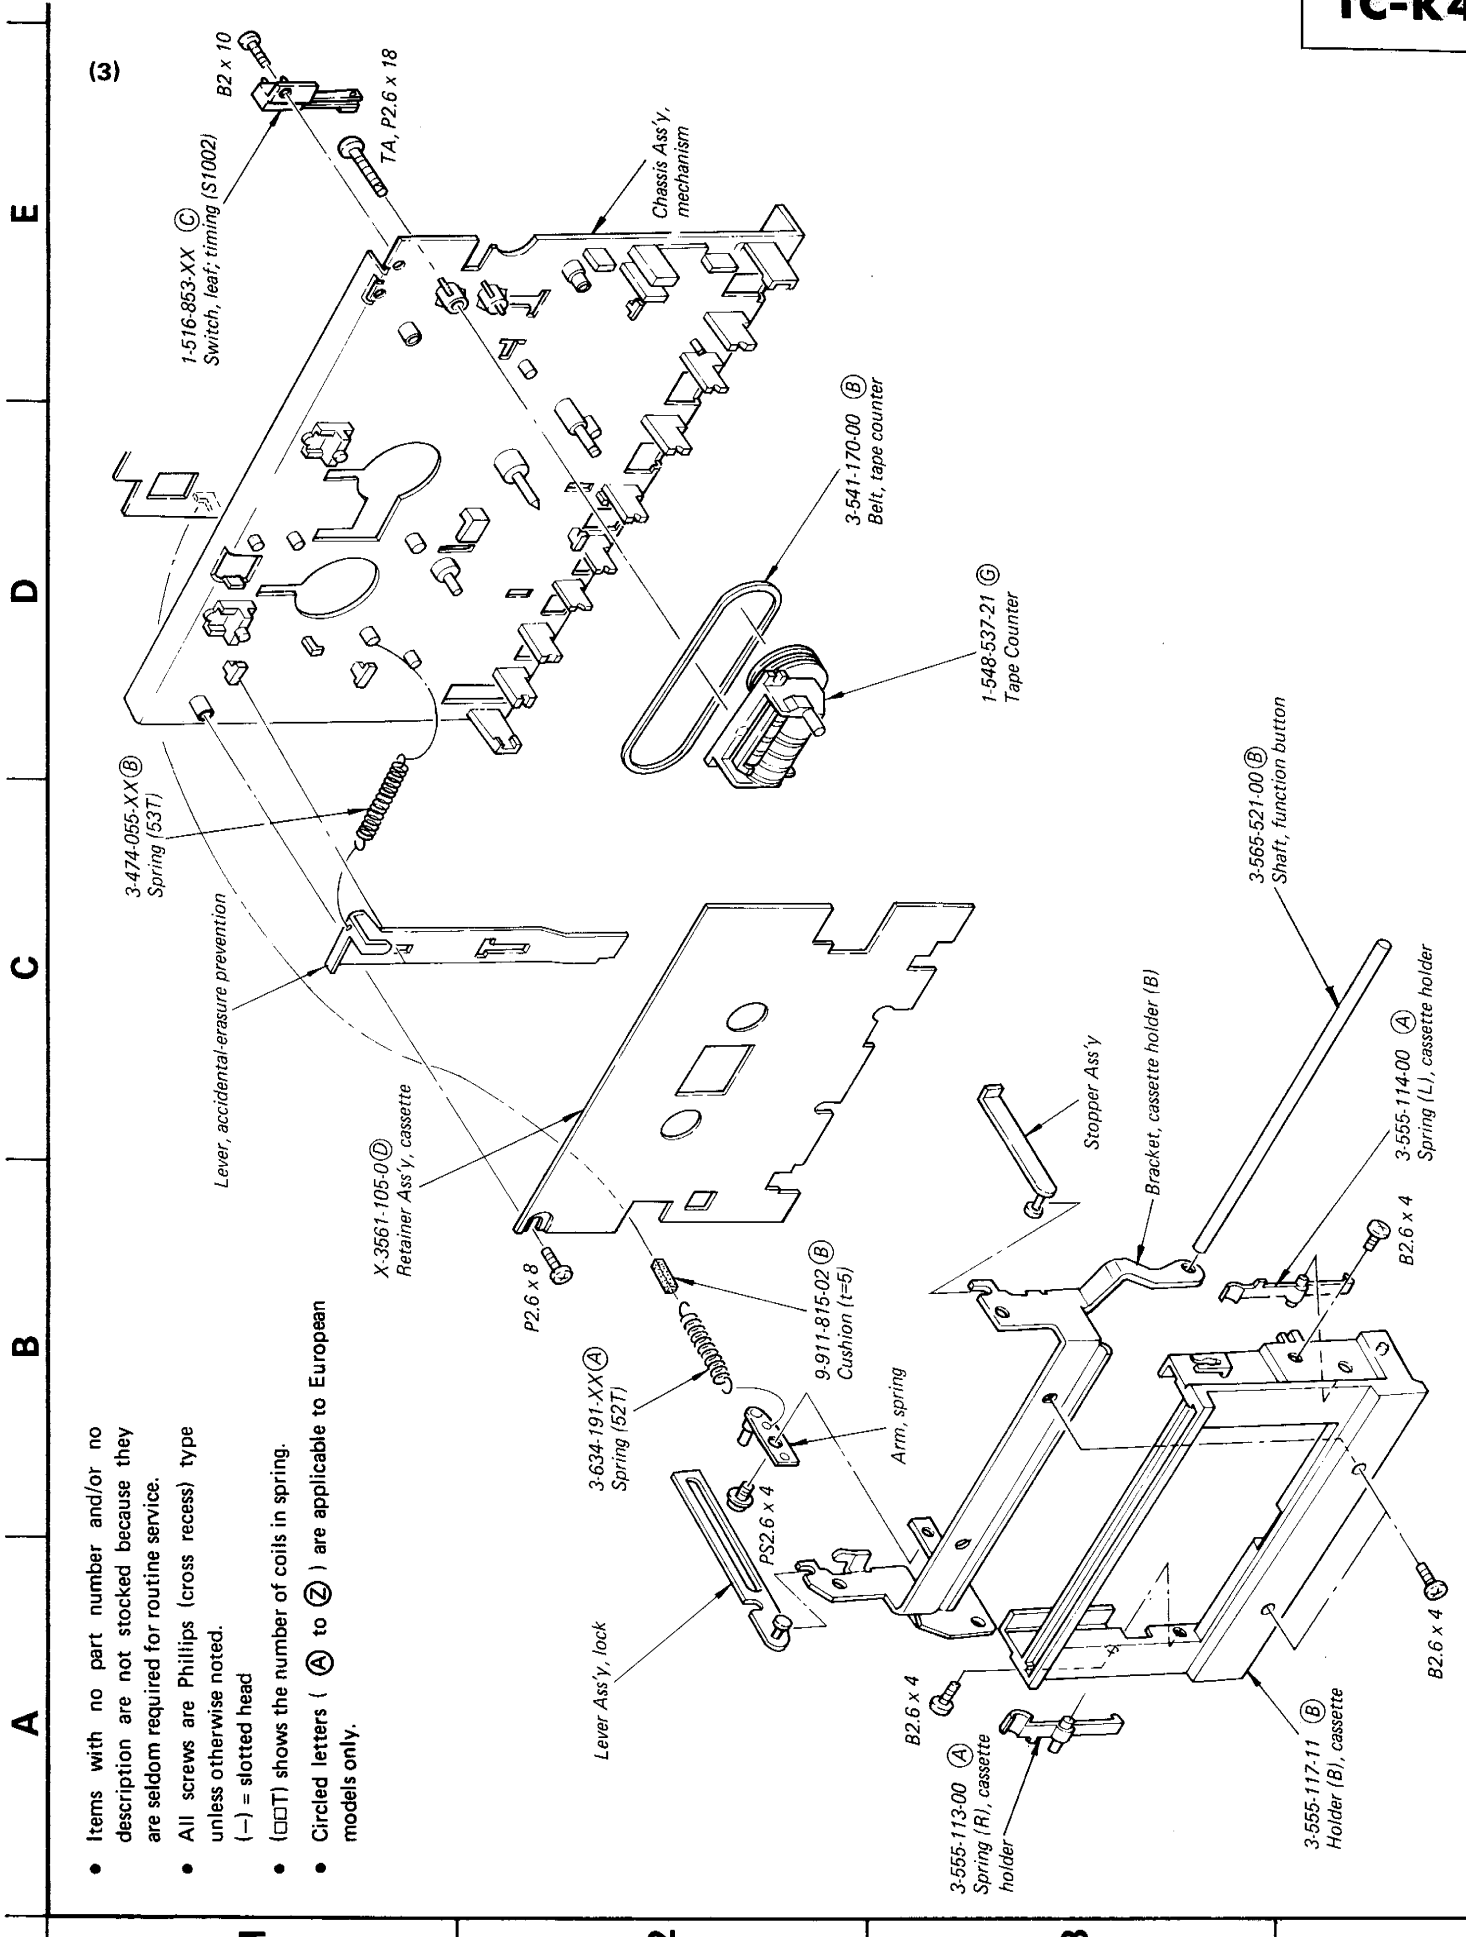 TC-K4
(3)
• Items with no part number and/or no
description are not stocked because they
are seldom required for routine service.
• All screws are Phillips (cross recess) type
unless otherwise noted.
(−) = slotted head
• (□□T) shows the number of coils in spring.
• Circled letters ( Ⓐ to Ⓩ ) are applicable to European
models only.
A
B
C
D
E
1
2
3
B2 x 10
1-516-853-XX Ⓒ
Switch, leaf; timing (S1002)
TA, P2.6 x 18
Chassis Ass'y,
mechanism
3-474-055-XX Ⓑ
Spring (53T)
Lever, accidental-erasure prevention
X-3561-105-0 Ⓓ
Retainer Ass'y, cassette
P2.6 x 8
3-541-170-00 Ⓑ
Belt, tape counter
1-548-537-21 Ⓖ
Tape Counter
3-634-191-XX Ⓐ
Spring (52T)
9-911-815-02 Ⓑ
Cushion (t=5)
Arm, spring
PS2.6 x 4
Lever Ass'y, lock
Stopper Ass'y
Bracket, cassette holder (B)
3-565-521-00 Ⓑ
Shaft, function button
3-555-114-00 Ⓐ
Spring (L), cassette holder
B2.6 x 4
B2.6 x 4
B2.6 x 4
3-555-113-00 Ⓐ
Spring (R), cassette
holder
3-555-117-11 Ⓑ
Holder (B), cassette